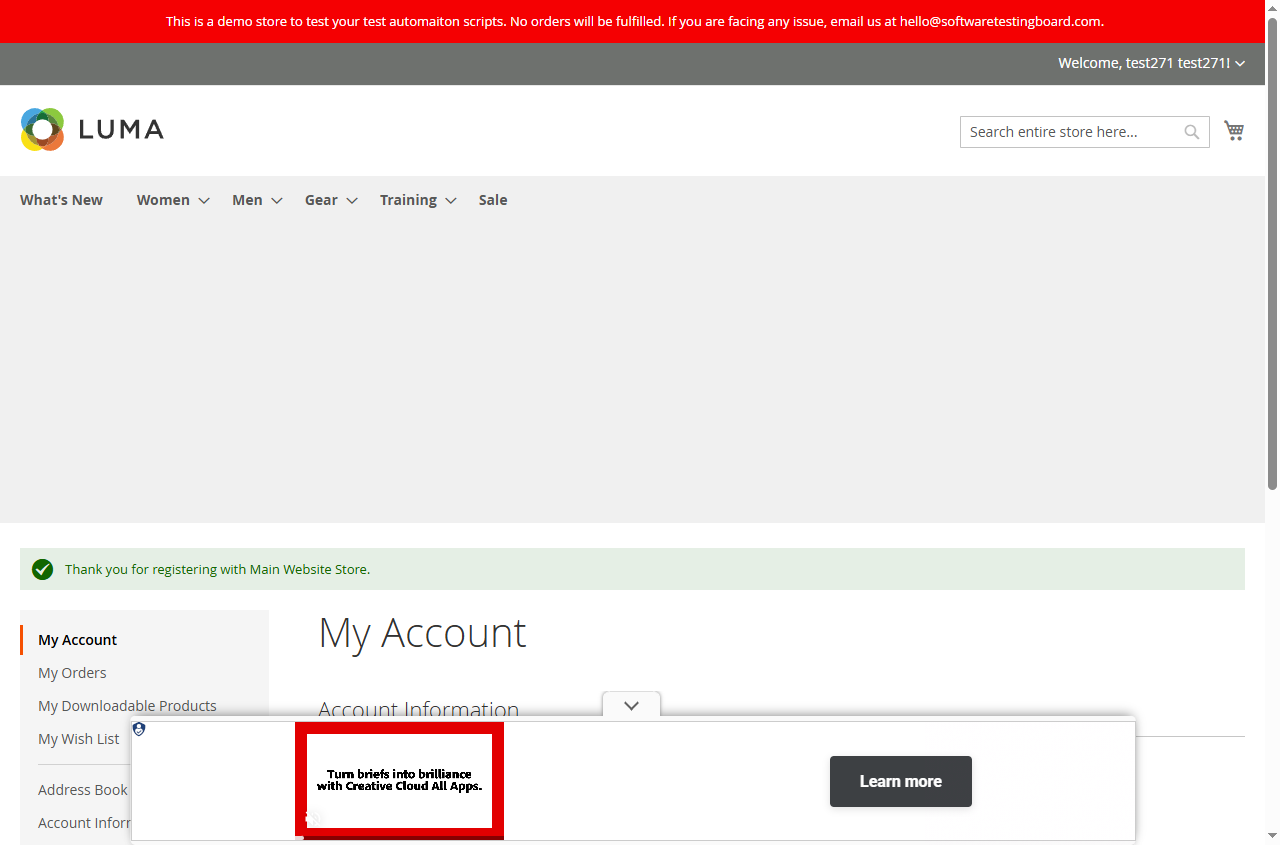 This is a demo store to test your test automaiton scripts. No orders will be fulfilled. If you are facing any issue, email us at hello@softwaretestingboard.com.
Welcome, test271 test271!
LUMA
Search entire store here...
What's New
Women
Men
Gear
Training
Sale
Thank you for registering with Main Website Store.
My Account
My Orders
My Downloadable Products
My Wish List
Address Book
Account Infor
My Account
Account Information
Turn briefs into brilliance
with Creative Cloud All Apps.
Learn more